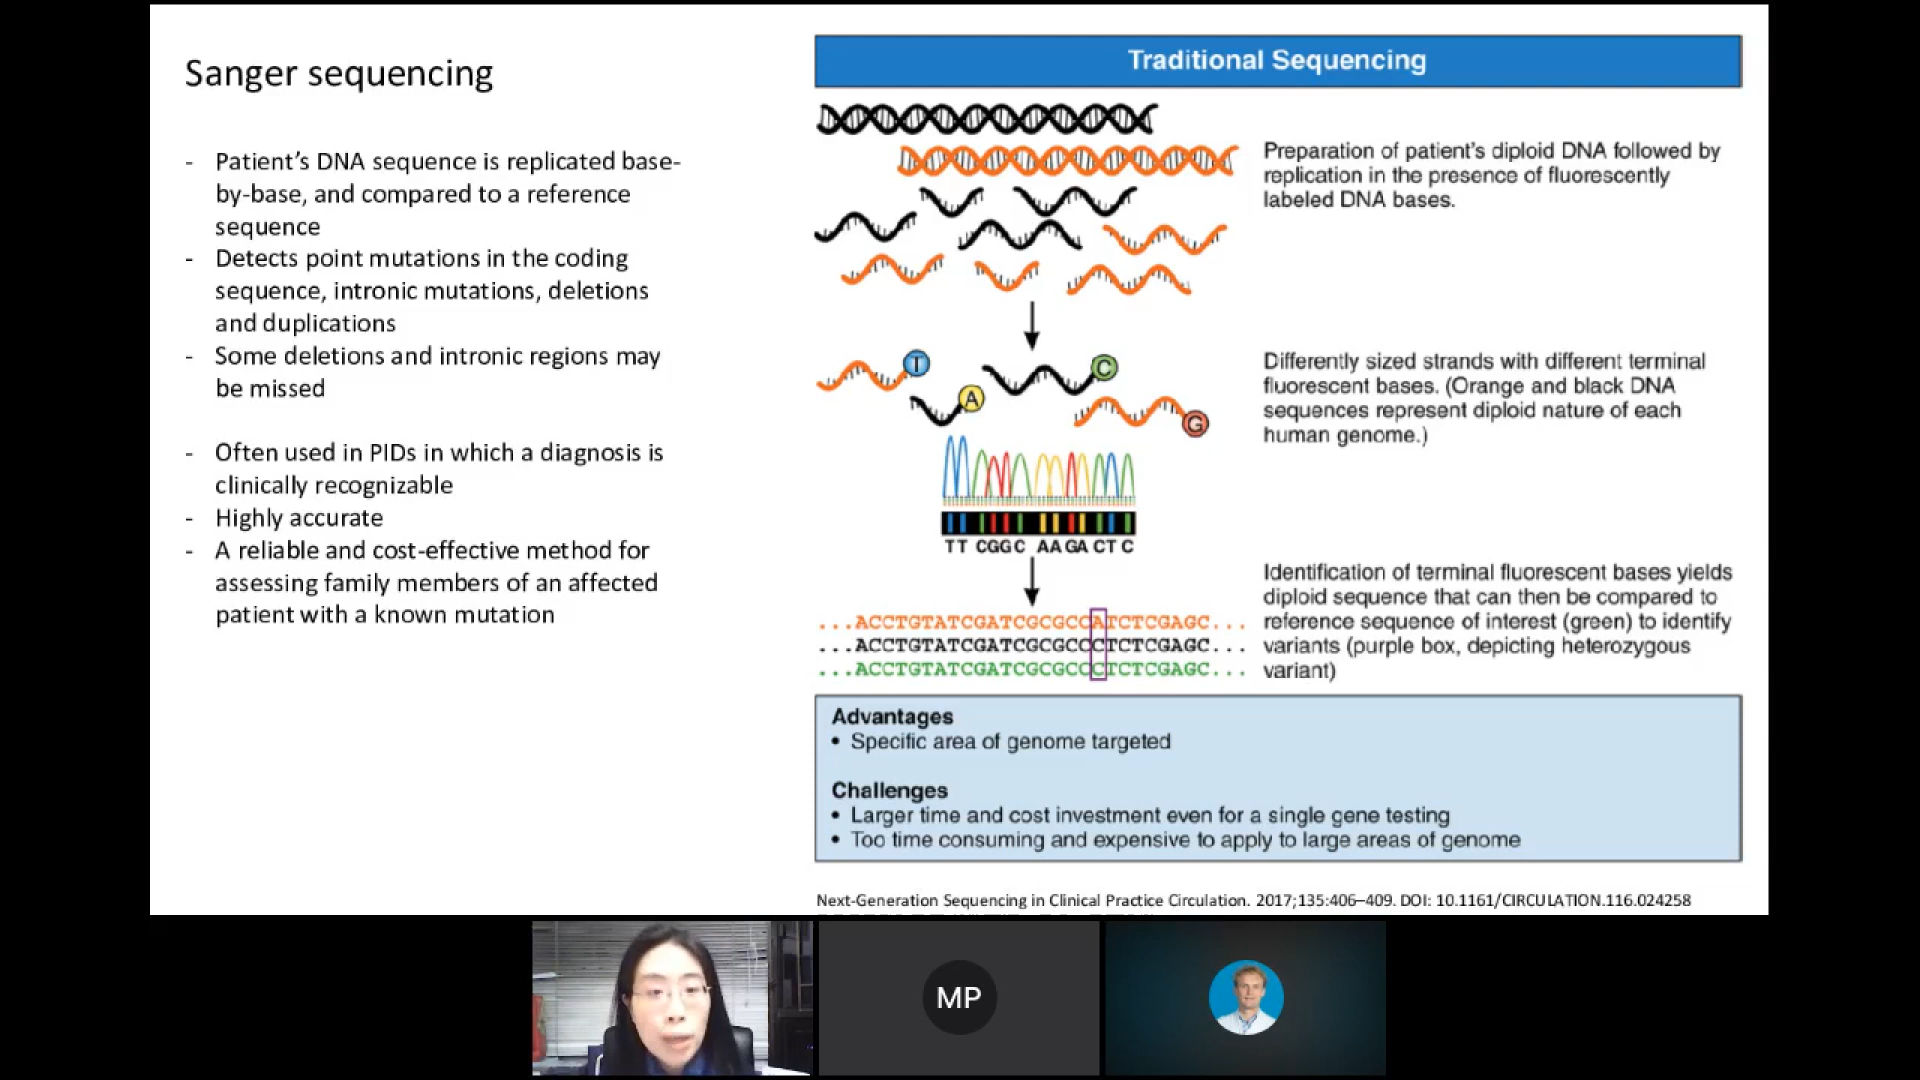 Sanger sequencing
- Patient's DNA sequence is replicated base-
by-base, and compared to a reference
sequence
- Detects point mutations in the coding
sequence, intronic mutations, deletions
and duplications
- Some deletions and intronic regions may
be missed
- Often used in PIDs in which a diagnosis is
clinically recognizable
- Highly accurate
- A reliable and cost-effective method for
assessing family members of an affected
patient with a known mutation
Traditional Sequencing
Preparation of patient's diploid DNA followed by
replication in the presence of fluorescently
labeled DNA bases.
T
C
A
G
Differently sized strands with different terminal
fluorescent bases. (Orange and black DNA
sequences represent diploid nature of each
human genome.)
TT CGGC AAGACTC
Identification of terminal fluorescent bases yields
diploid sequence that can then be compared to
reference sequence of interest (green) to identify
variants (purple box, depicting heterozygous
variant)
...ACCTGTATCGATCGCGCCATCTCGAGC...
...ACCTGTATCGATCGCGCCCTCTCGAGC...
...ACCTGTATCGATCGCGCCCTCTCGAGC...
Advantages
• Specific area of genome targeted
Challenges
• Larger time and cost investment even for a single gene testing
• Too time consuming and expensive to apply to large areas of genome
Next-Generation Sequencing in Clinical Practice Circulation. 2017;135:406–409. DOI: 10.1161/CIRCULATION.116.024258
MP